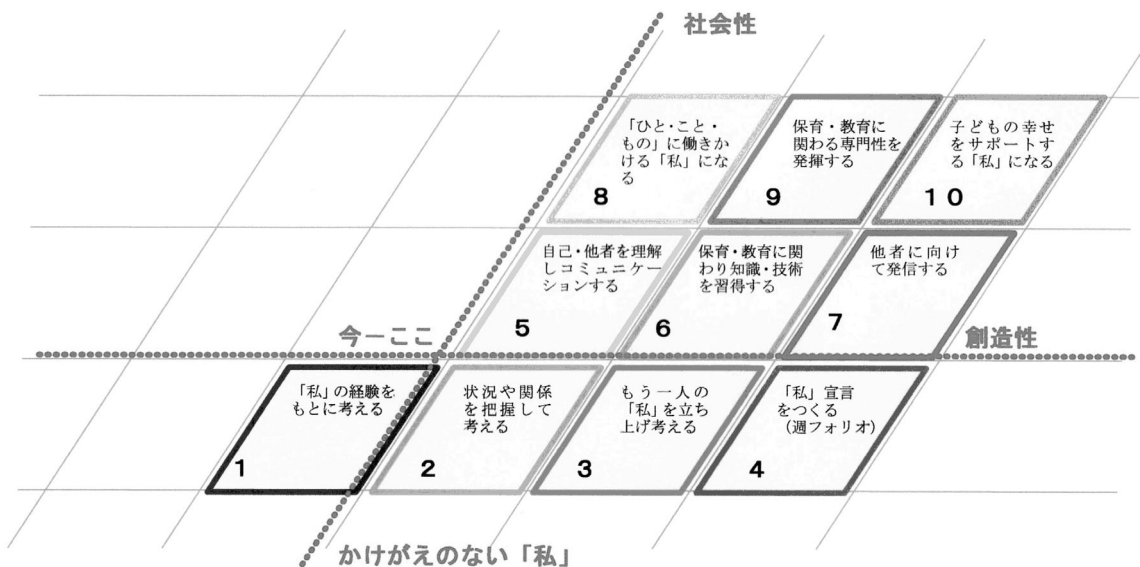 社会性
「ひと・こと・
もの」に働きか
ける「私」にな
る
8
保育・教育に
関わる専門性を
発揮する
9
子どもの幸せ
をサポートす
る「私」になる
10
自己・他者を理解
しコミュニケー
ションする
5
保育・教育に関
わり知識・技術
を習得する
6
他者に向け
て発信する
7
今―ここ
創造性
「私」の経験を
もとに考える
1
状況や関係
を把握して
考える
2
もう一人の
「私」を立ち
上げ考える
3
「私」宣言
をつくる
（週フォリオ）
4
かけがえのない「私」